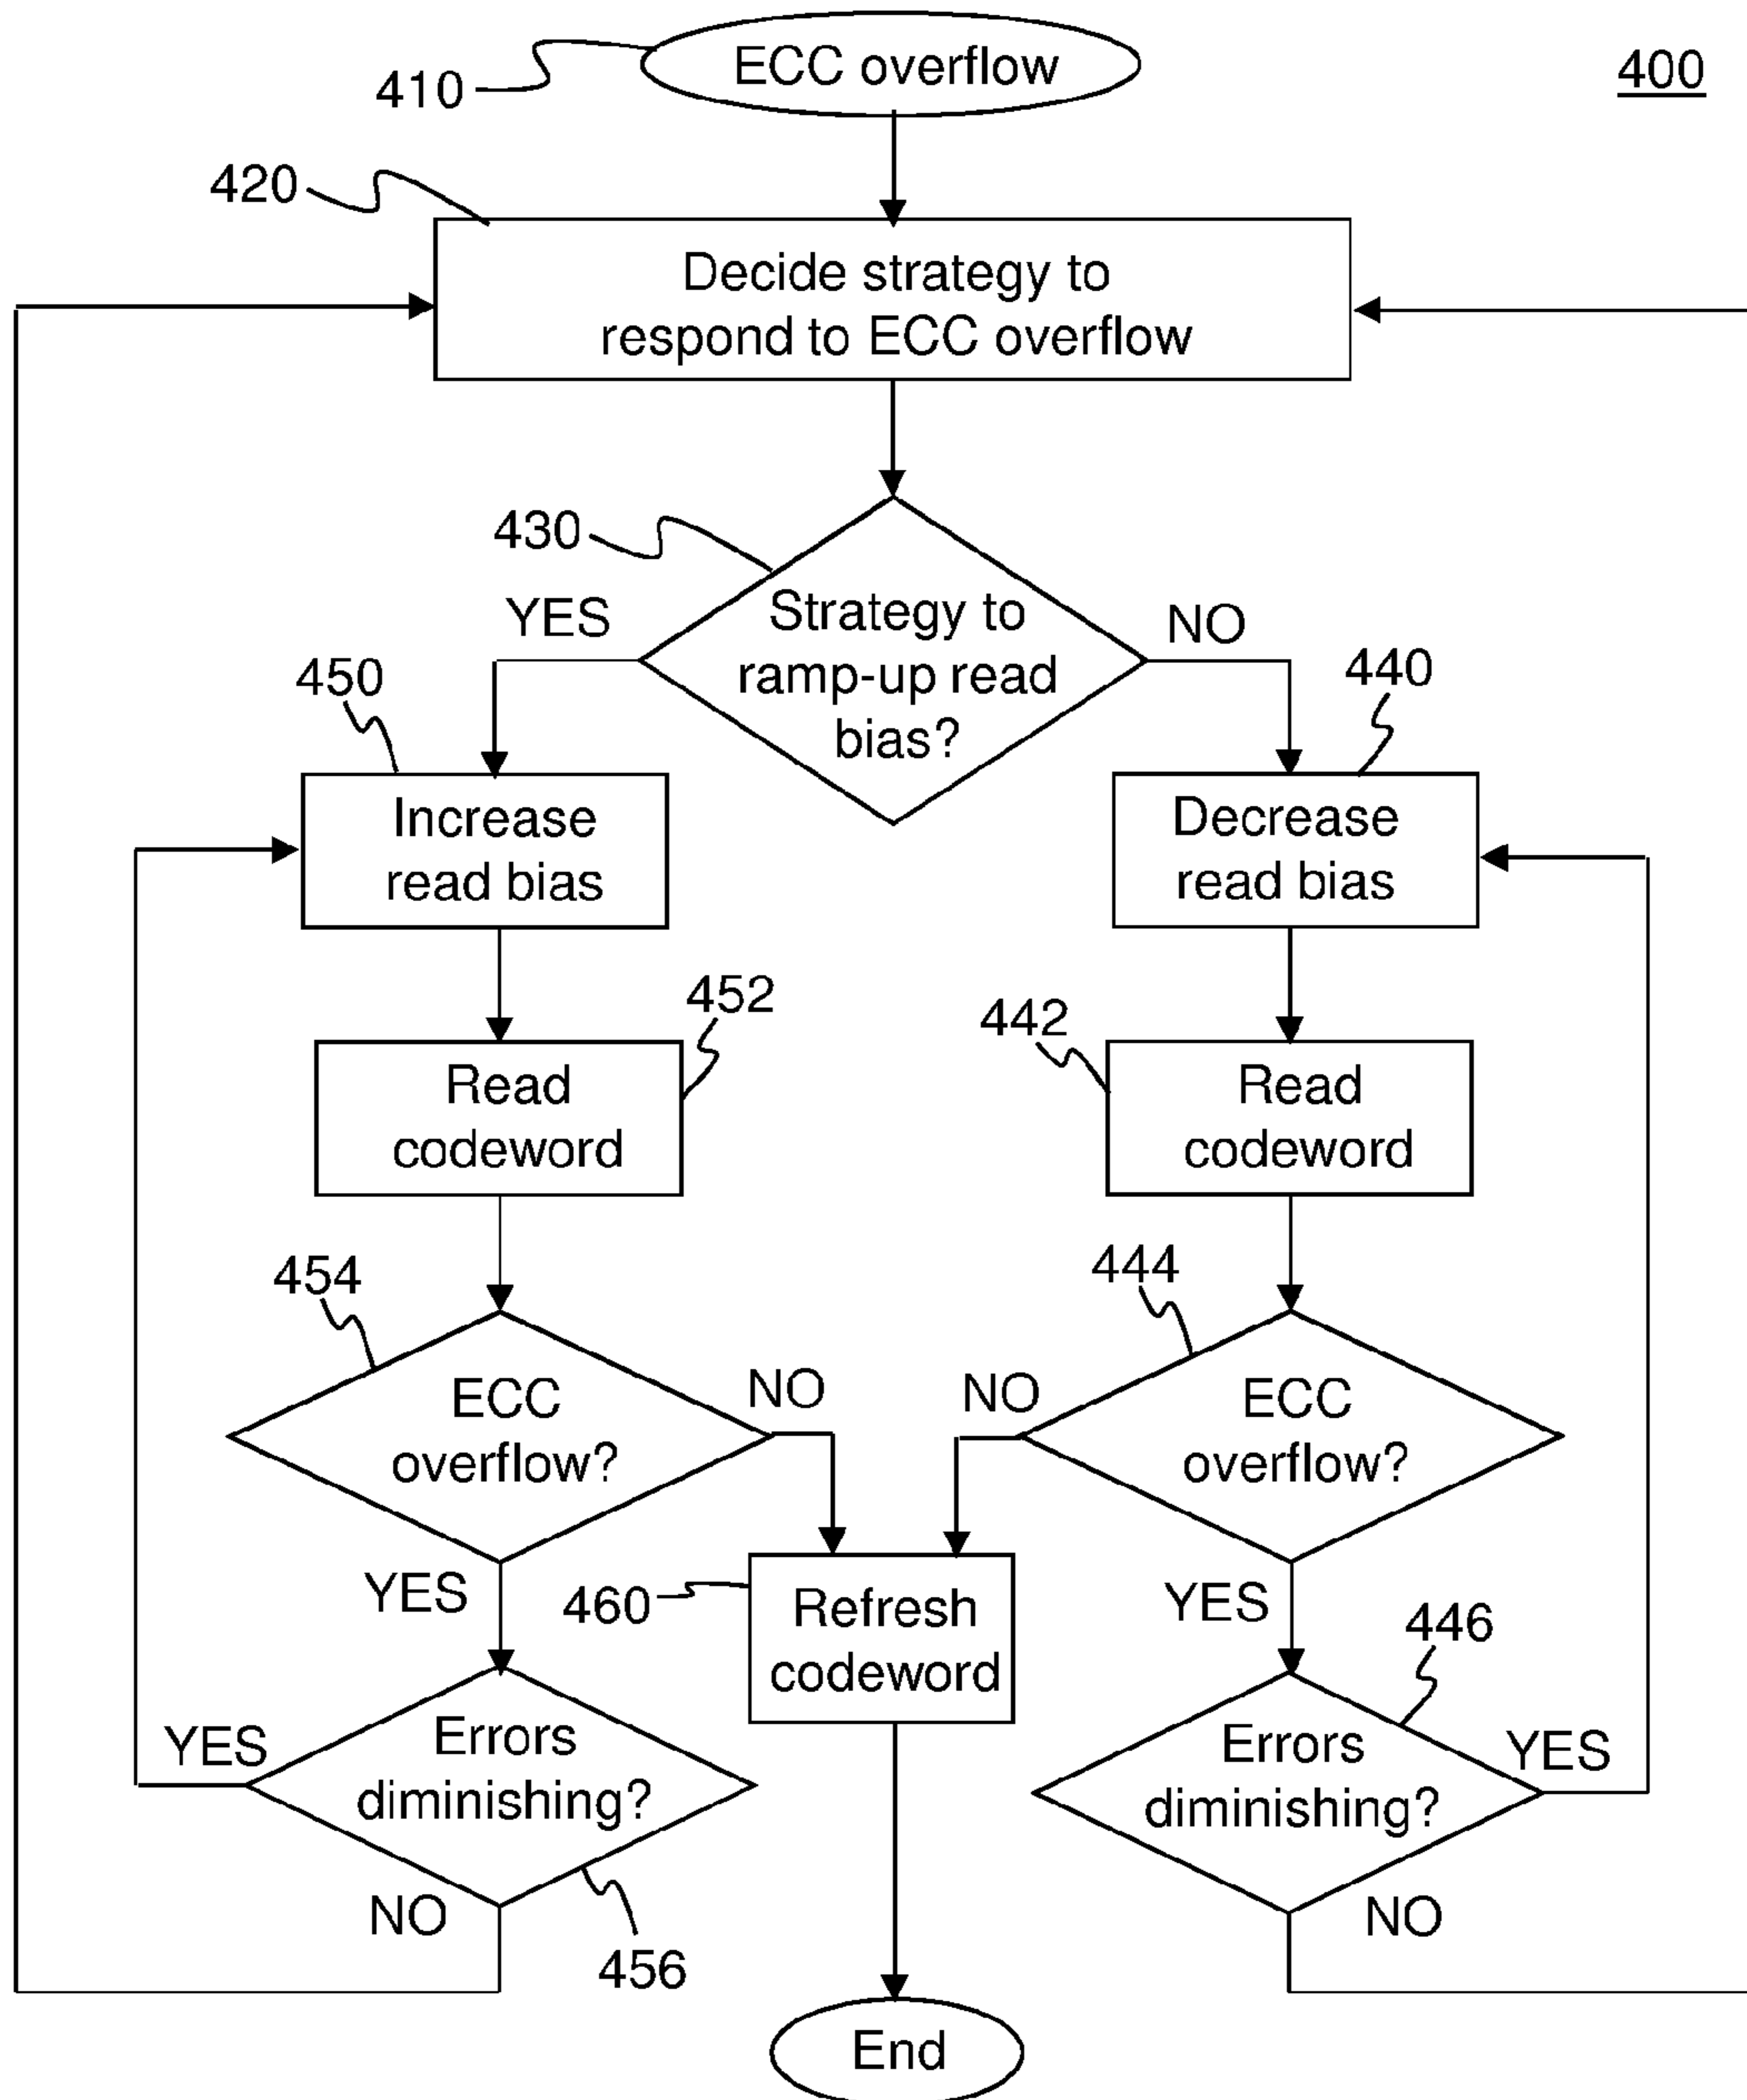 ECC overflow
400
410
420
Decide strategy to
respond to ECC overflow
430
YES
Strategy to
ramp-up read
bias?
NO
450
440
Increase
read bias
Decrease
read bias
452
442
Read
codeword
Read
codeword
454
444
ECC
overflow?
NO
NO
ECC
overflow?
YES
460
Refresh
codeword
YES
446
YES
Errors
diminishing?
Errors
diminishing?
YES
NO
456
NO
End